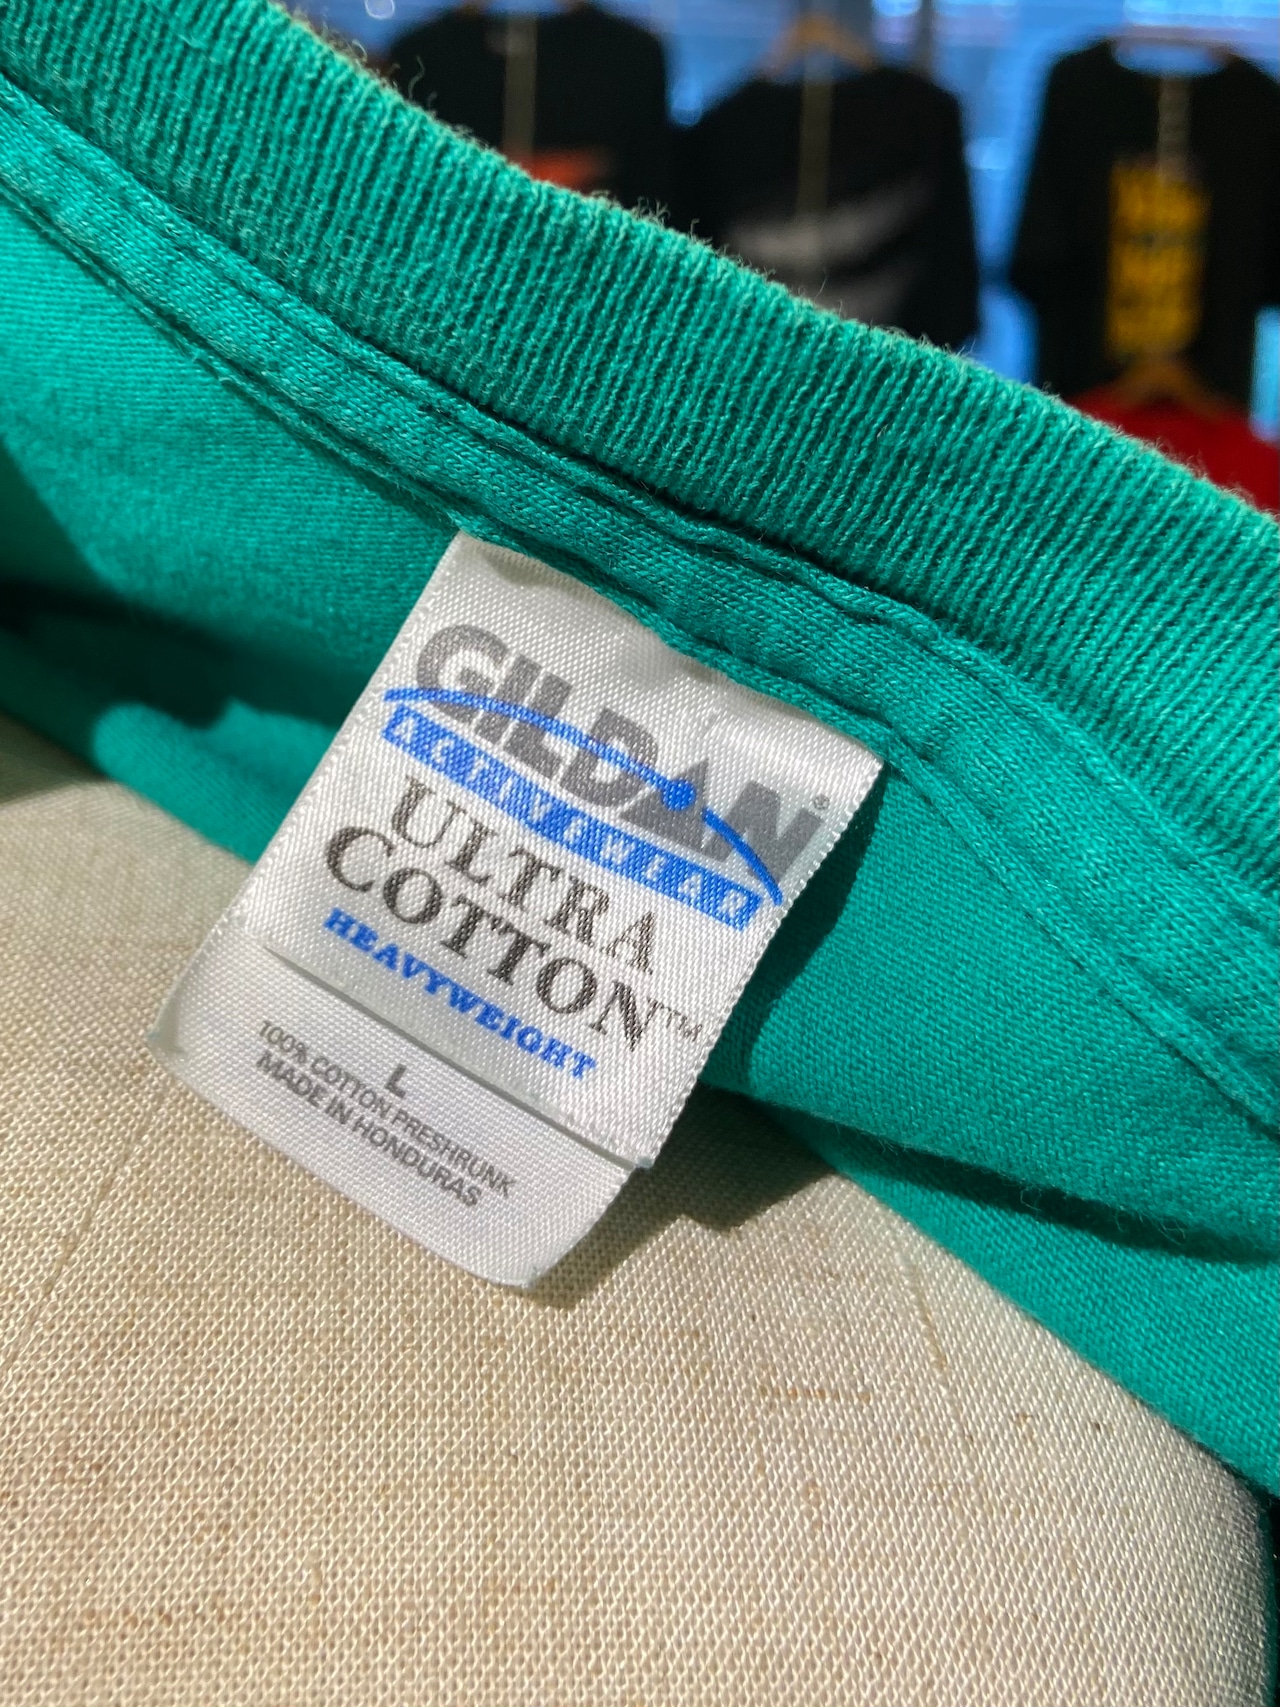 GILDAN®
ACTIVEWEAR
ULTRA
COTTON™
HEAVYWEIGHT
L
100% COTTON PRESHRUNK
MADE IN HONDURAS